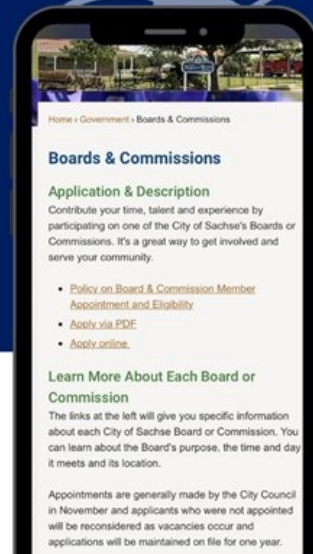 Home › Government › Boards & Commissions
Boards & Commissions
Application & Description
Contribute your time, talent and experience by
participating on one of the City of Sachse's Boards or
Commissions. It's a great way to get involved and
serve your community.
• Policy on Board & Commission Member
Appointment and Eligibility
• Apply via PDF
• Apply online
Learn More About Each Board or
Commission
The links at the left will give you specific information
about each City of Sachse Board or Commission. You
can learn about the Board's purpose, the time and day
it meets and its location.
Appointments are generally made by the City Council
in November and applicants who were not appointed
will be reconsidered as vacancies occur and
applications will be maintained on file for one year.